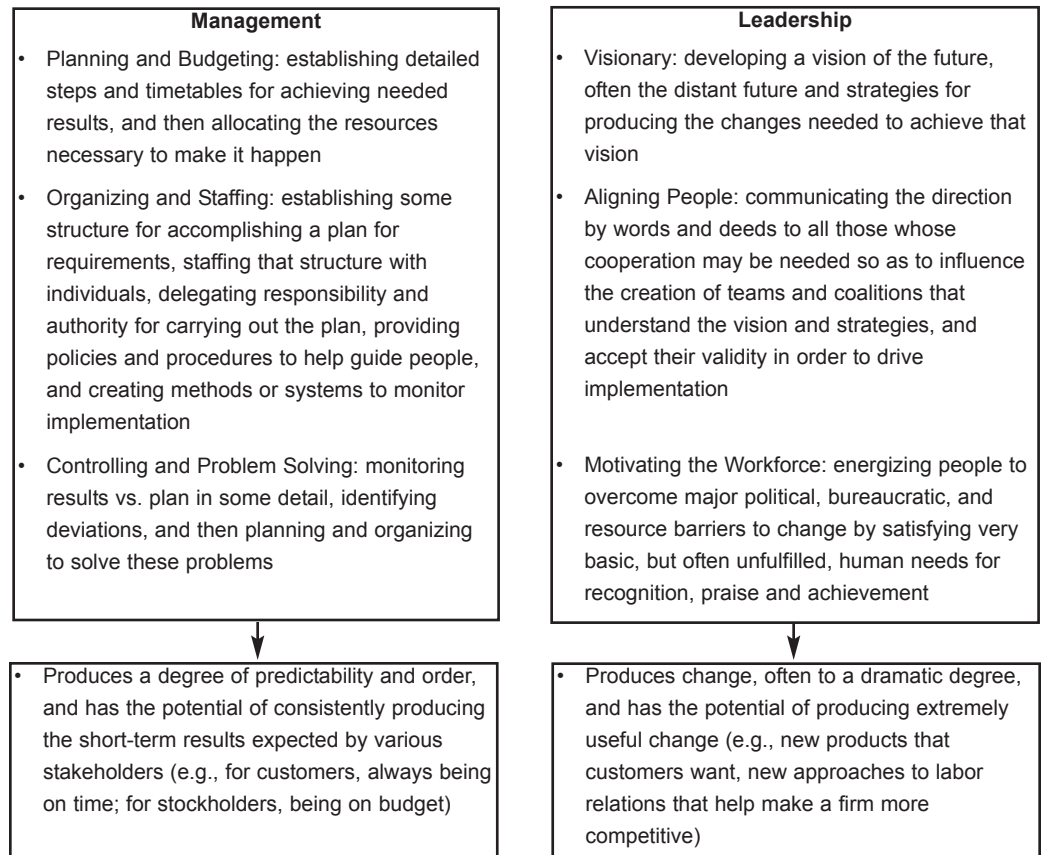 Management
• Planning and Budgeting: establishing detailed
steps and timetables for achieving needed
results, and then allocating the resources
necessary to make it happen
• Organizing and Staffing: establishing some
structure for accomplishing a plan for
requirements, staffing that structure with
individuals, delegating responsibility and
authority for carrying out the plan, providing
policies and procedures to help guide people,
and creating methods or systems to monitor
implementation
• Controlling and Problem Solving: monitoring
results vs. plan in some detail, identifying
deviations, and then planning and organizing
to solve these problems
• Produces a degree of predictability and order,
and has the potential of consistently producing
the short-term results expected by various
stakeholders (e.g., for customers, always being
on time; for stockholders, being on budget)
Leadership
• Visionary: developing a vision of the future,
often the distant future and strategies for
producing the changes needed to achieve that
vision
• Aligning People: communicating the direction
by words and deeds to all those whose
cooperation may be needed so as to influence
the creation of teams and coalitions that
understand the vision and strategies, and
accept their validity in order to drive
implementation
• Motivating the Workforce: energizing people to
overcome major political, bureaucratic, and
resource barriers to change by satisfying very
basic, but often unfulfilled, human needs for
recognition, praise and achievement
• Produces change, often to a dramatic degree,
and has the potential of producing extremely
useful change (e.g., new products that
customers want, new approaches to labor
relations that help make a firm more
competitive)